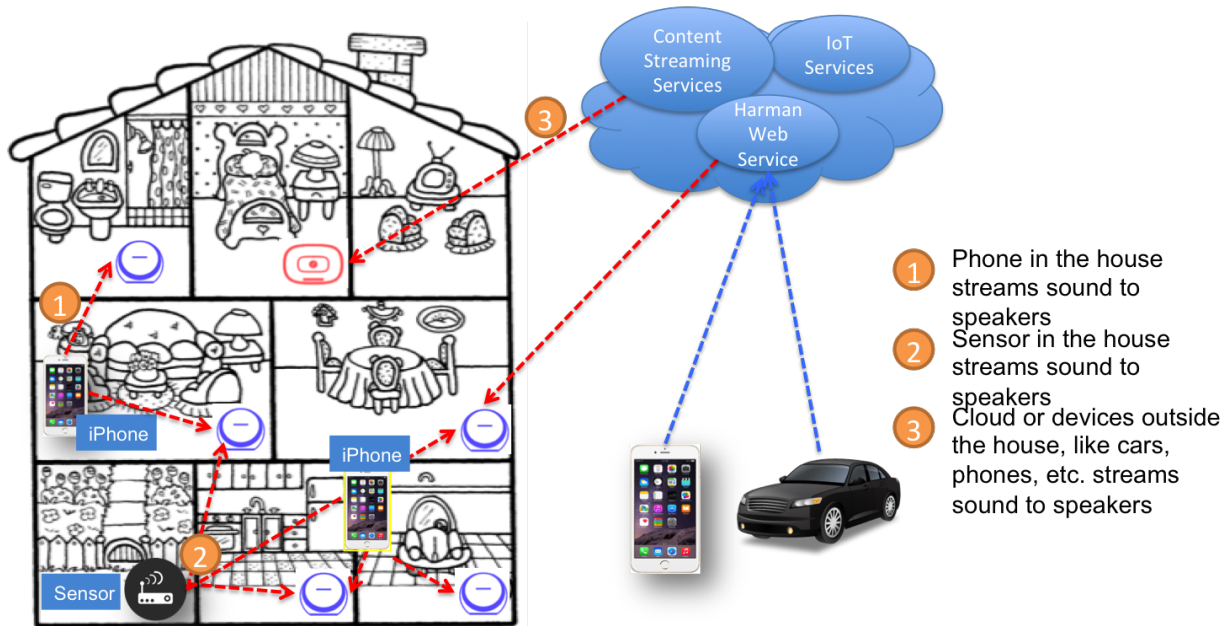 Content
Streaming
Services
IoT
Services
Harman
Web
Service
3
1
iPhone
iPhone
2
Sensor
1
Phone in the house
streams sound to
speakers
2
Sensor in the house
streams sound to
speakers
3
Cloud or devices outside
the house, like cars,
phones, etc. streams
sound to speakers